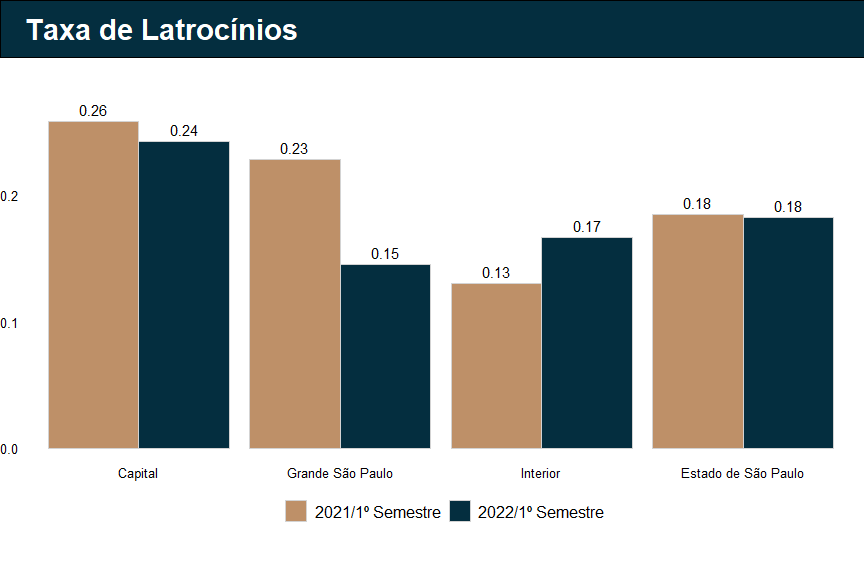 Taxa de Latrocínios
0.26
0.24
0.23
0.2
0.18
0.18
0.17
0.15
0.13
0.1
0.0
Capital
Grande São Paulo
Interior
Estado de São Paulo
2021/1º Semestre
2022/1º Semestre